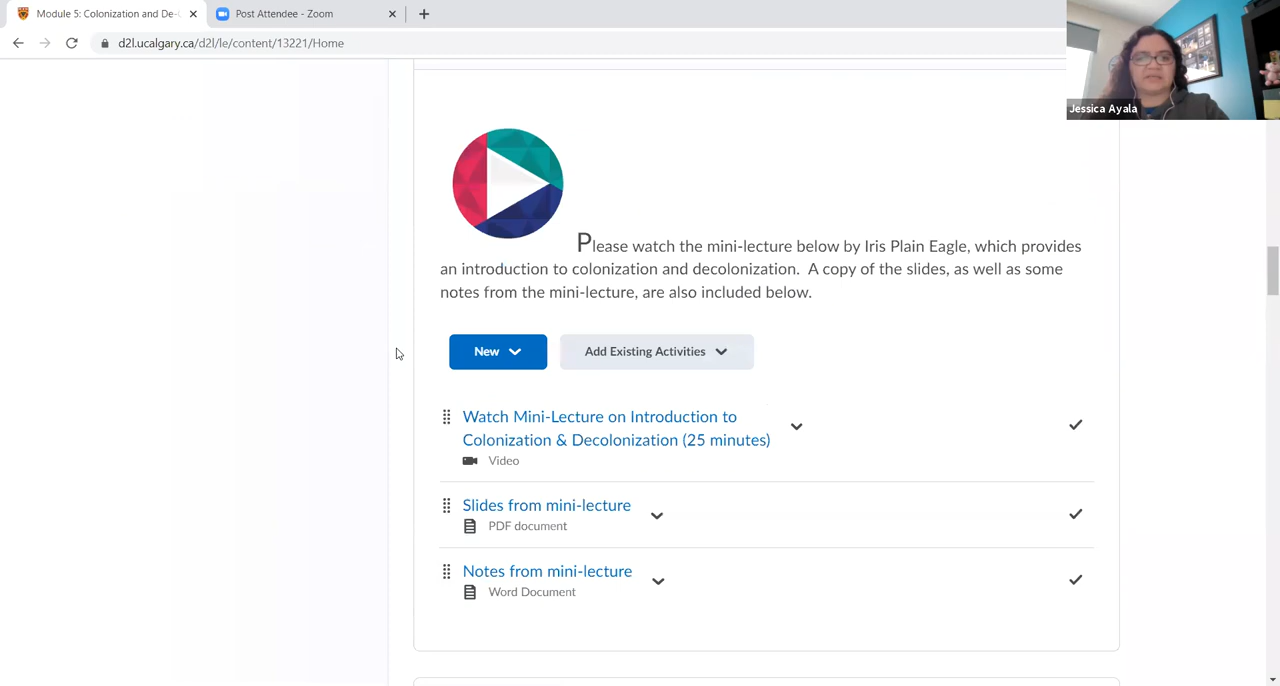 Module 5: Colonization and De-
Post Attendee - Zoom
d2l.ucalgary.ca/d2l/le/content/13221/Home
Jessica Ayala
Please watch the mini-lecture below by Iris Plain Eagle, which provides
an introduction to colonization and decolonization. A copy of the slides, as well as some
notes from the mini-lecture, are also included below.
New
Add Existing Activities
Watch Mini-Lecture on Introduction to
Colonization & Decolonization (25 minutes)
Video
Slides from mini-lecture
PDF document
Notes from mini-lecture
Word Document